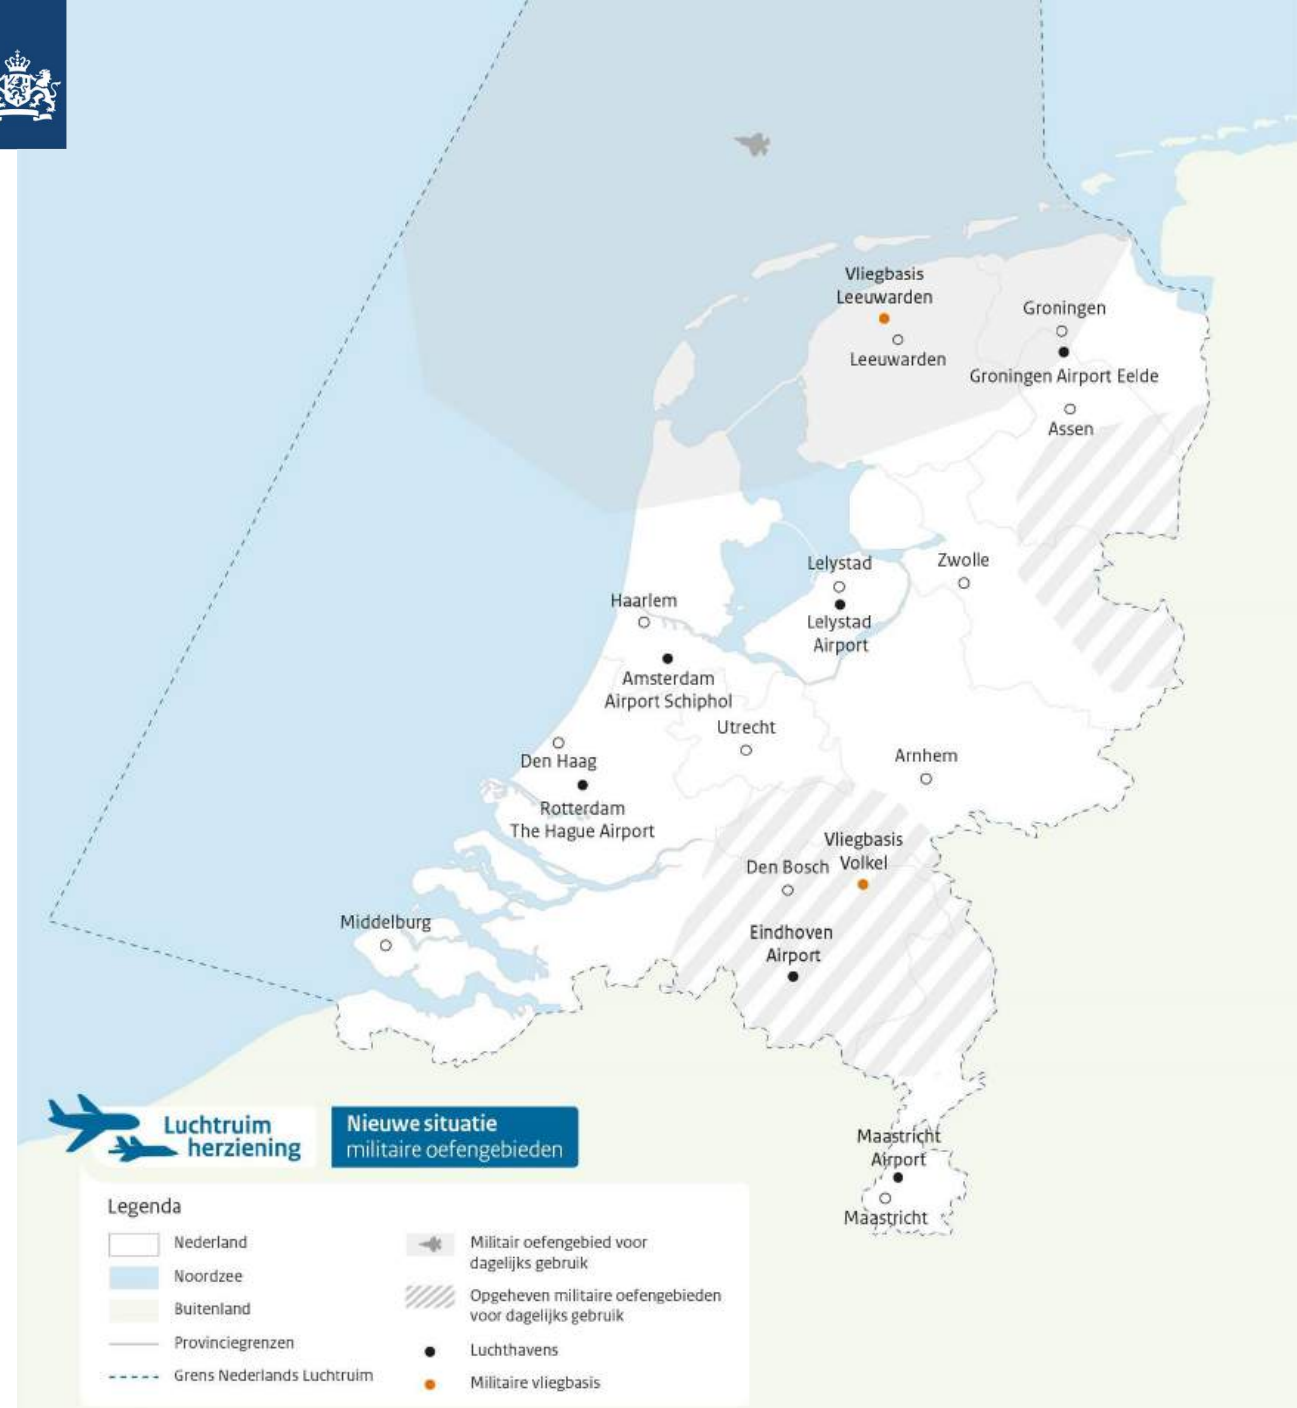 Vliegbasis
Leeuwarden
Leeuwarden
Groningen
Groningen Airport Eelde
Assen
Lelystad
Lelystad
Airport
Zwolle
Haarlem
Amsterdam
Airport Schiphol
Utrecht
Den Haag
Rotterdam
The Hague Airport
Arnhem
Vliegbasis
Volkel
Den Bosch
Eindhoven
Airport
Middelburg
Maastricht
Airport
Maastricht
Luchtruim
herziening
Nieuwe situatie
militaire oefengebieden
Legenda
Nederland
Noordzee
Buitenland
Provinciegrenzen
Grens Nederlands Luchtruim
Militair oefengebied voor
dagelijks gebruik
Opgeheven militaire oefengebieden
voor dagelijks gebruik
Luchthavens
Militaire vliegbasis